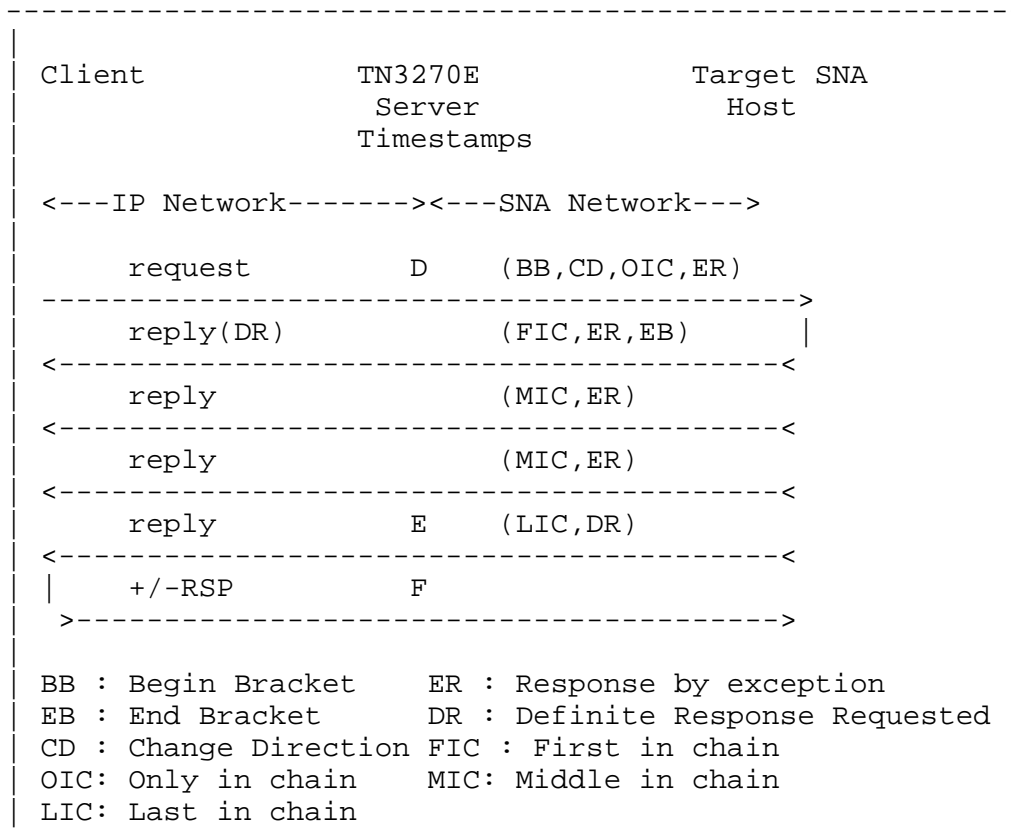 ------------------------------------------------------------
|
| Client               TN3270E              Target SNA
|                       Server                 Host
|                     Timestamps
|
| <---IP Network-------><---SNA Network--->
|
|      request          D    (BB,CD,OIC,ER)
| ------------------------------------------->
|      reply(DR)             (FIC,ER,EB)       |
| <-----------------------------------------<
|      reply                 (MIC,ER)
| <-----------------------------------------<
|      reply                 (MIC,ER)
| <-----------------------------------------<
|      reply            E    (LIC,DR)
| <-----------------------------------------<
| |    +/-RSP            F
|  >---------------------------------------->
|
| BB : Begin Bracket    ER : Response by exception
| EB : End Bracket      DR : Definite Response Requested
| CD : Change Direction FIC : First in chain
| OIC: Only in chain    MIC: Middle in chain
| LIC: Last in chain